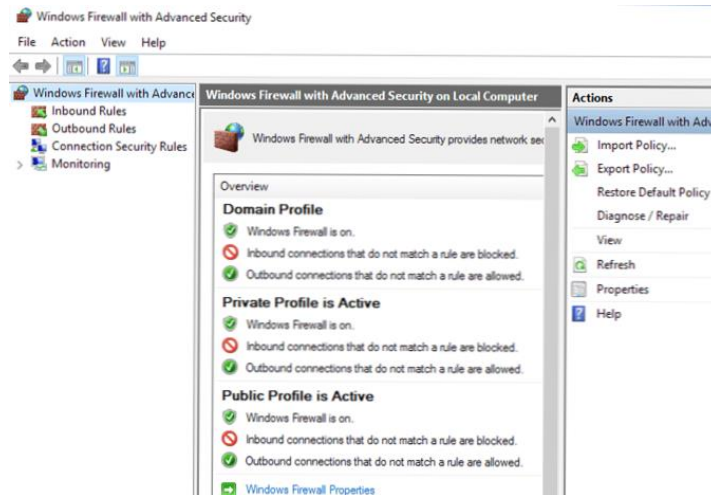 Windows Firewall with Advanced Security
File Action View Help
Windows Firewall with Advance
Inbound Rules
Outbound Rules
Connection Security Rules
Monitoring
Windows Firewall with Advanced Security on Local Computer
Windows Firewall with Advanced Security provides network sec
Overview
Domain Profile
Windows Firewall is on.
Inbound connections that do not match a rule are blocked.
Outbound connections that do not match a rule are allowed.
Private Profile is Active
Windows Firewall is on.
Inbound connections that do not match a rule are blocked.
Outbound connections that do not match a rule are allowed.
Public Profile is Active
Windows Firewall is on.
Inbound connections that do not match a rule are blocked.
Outbound connections that do not match a rule are allowed.
Windows Firewall Properties
Actions
Windows Firewall with Adv
Import Policy...
Export Policy...
Restore Default Policy
Diagnose / Repair
View
Refresh
Properties
Help